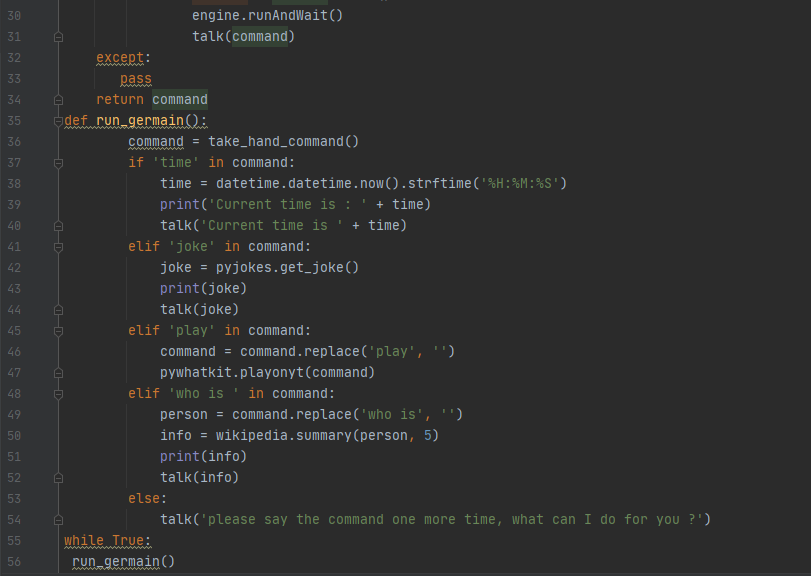 30 engine.runAndWait()
31 talk(command)
32 except:
33 pass
34 return command
35 def run_germain():
36 command = take_hand_command()
37 if 'time' in command:
38 time = datetime.datetime.now().strftime('%H:%M:%S')
39 print('Current time is : ' + time)
40 talk('Current time is ' + time)
41 elif 'joke' in command:
42 joke = pyjokes.get_joke()
43 print(joke)
44 talk(joke)
45 elif 'play' in command:
46 command = command.replace('play', '')
47 pywhatkit.playonyt(command)
48 elif 'who is ' in command:
49 person = command.replace('who is', '')
50 info = wikipedia.summary(person, 5)
51 print(info)
52 talk(info)
53 else:
54 talk('please say the command one more time, what can I do for you ?')
55 while True:
56 run_germain()